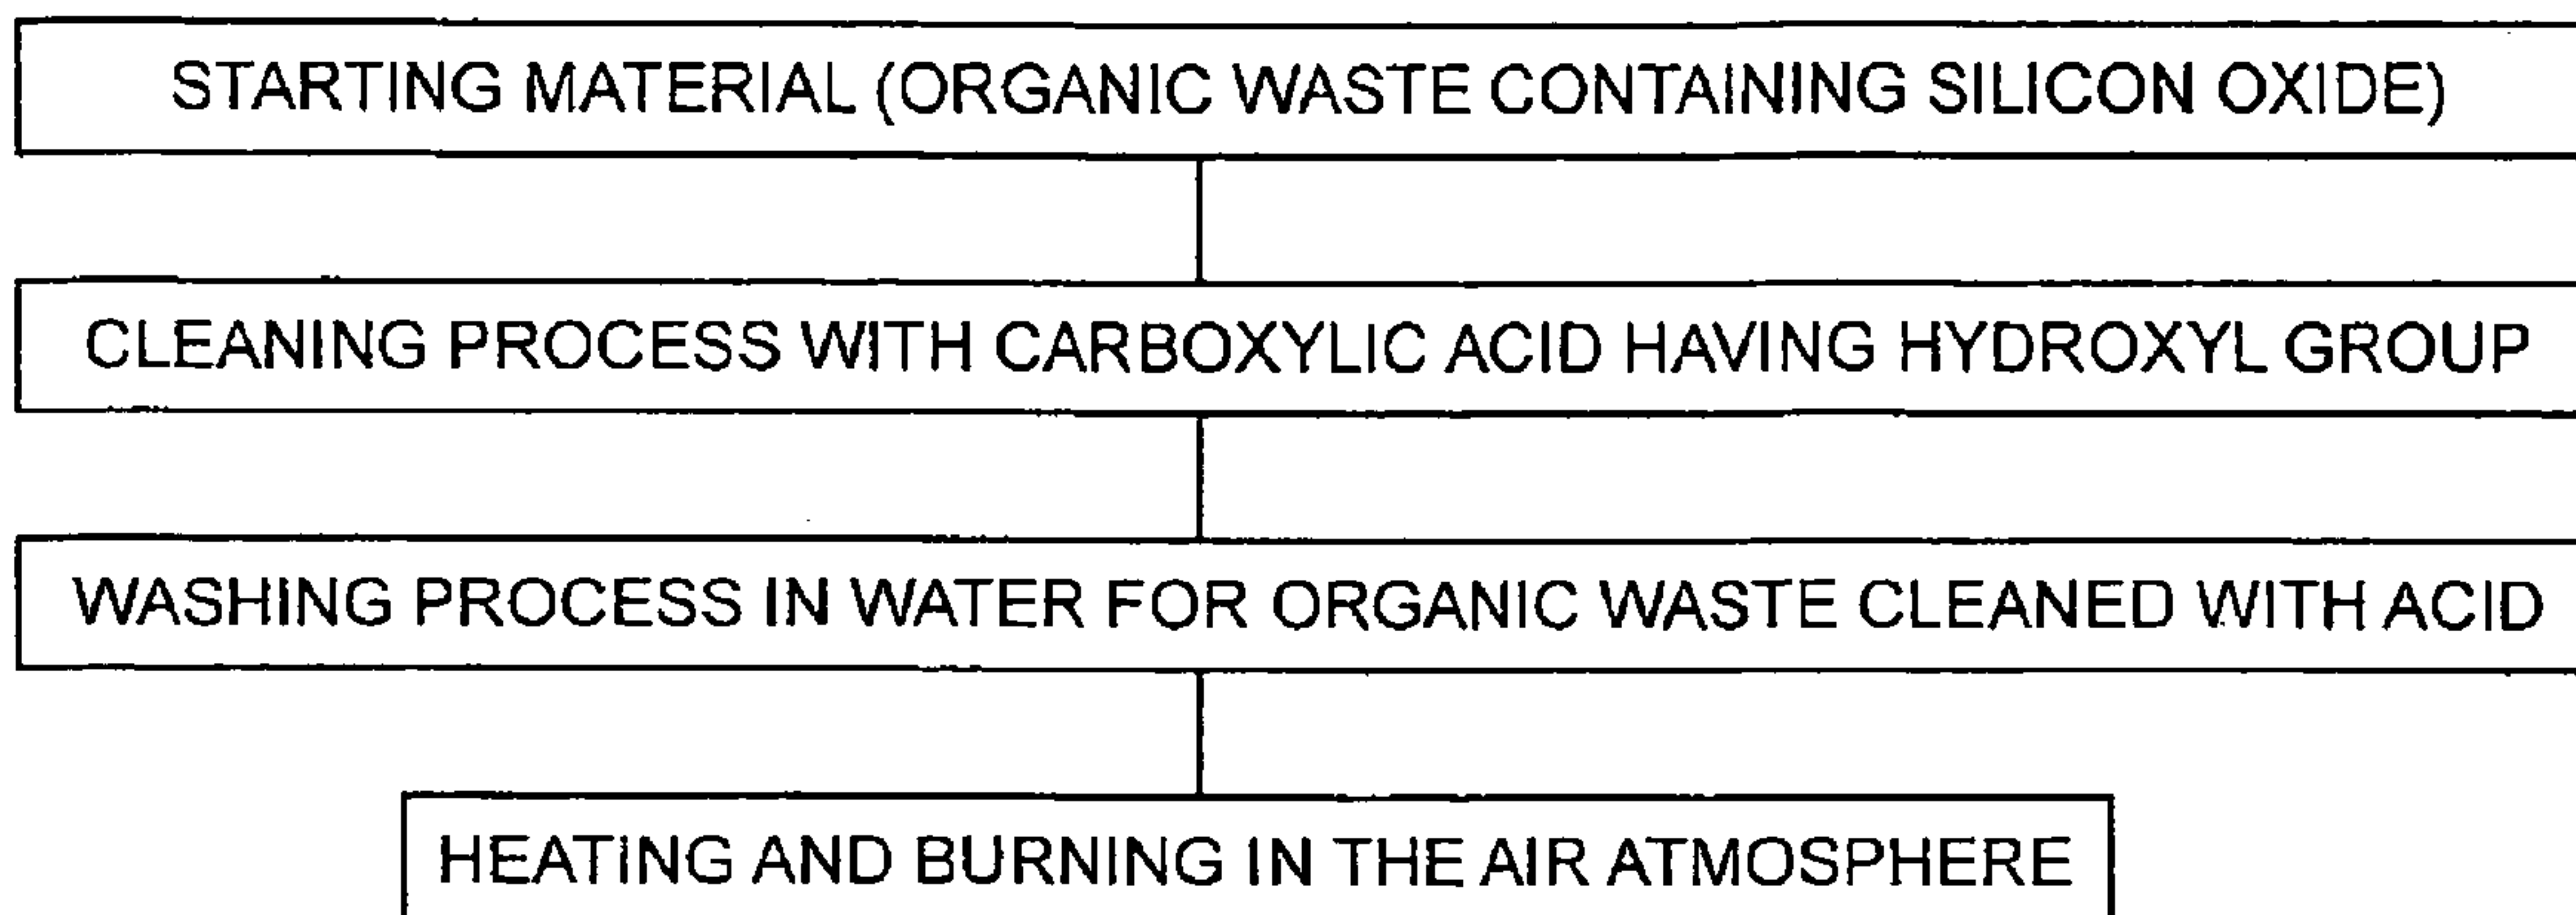 STARTING MATERIAL (ORGANIC WASTE CONTAINING SILICON OXIDE)
CLEANING PROCESS WITH CARBOXYLIC ACID HAVING HYDROXYL GROUP
WASHING PROCESS IN WATER FOR ORGANIC WASTE CLEANED WITH ACID
HEATING AND BURNING IN THE AIR ATMOSPHERE